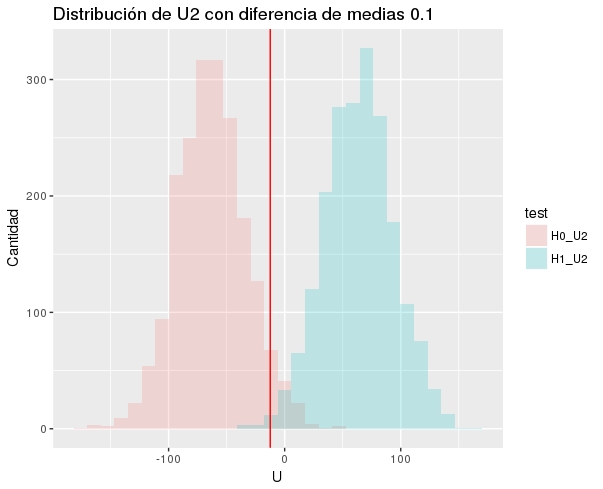 Distribución de U2 con diferencia de medias 0.1
Cantidad
300
200
100
0
-100
0
100
U
test
H0_U2
H1_U2